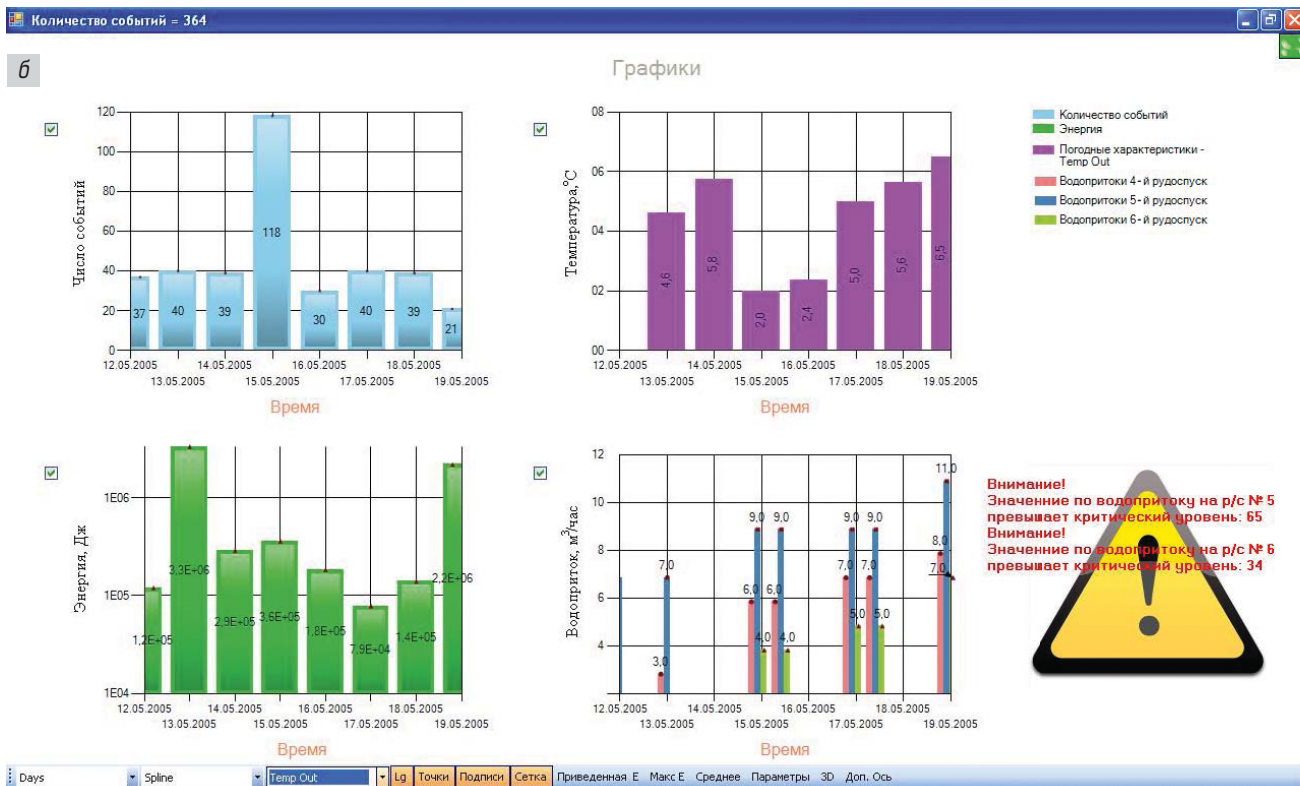 Количество событий = 364
б
Графики
120
100
80
60
40
20
0
Число событий
37
40
39
118
30
40
39
21
12.05.2005
14.05.2005
16.05.2005
18.05.2005
13.05.2005
15.05.2005
17.05.2005
19.05.2005
Время
08
06
04
02
00
Температура,°С
4,6
5,8
2,0
2,4
5,0
5,6
6,5
12.05.2005
14.05.2005
16.05.2005
18.05.2005
13.05.2005
15.05.2005
17.05.2005
19.05.2005
Время
Количество событий
Энергия
Погодные характеристики -
Temp Out
Водопритоки 4-й рудоспуск
Водопритоки 5-й рудоспуск
Водопритоки 6-й рудоспуск
1E06
1E05
1E04
Энергия, Дж
1,2E+05
3,3E+06
2,9E+05
3,6E+05
1,8E+05
7,9E+04
1,4E+05
2,2E+06
12.05.2005
14.05.2005
16.05.2005
18.05.2005
13.05.2005
15.05.2005
17.05.2005
19.05.2005
Время
12
10
8
6
4
Водоприток, м³/час
3,0
7,0
6,0
9,0
4,0
6,0
9,0
4,0
7,0
9,0
5,0
7,0
9,0
5,0
8,0
11,0
7,0
12.05.2005
14.05.2005
16.05.2005
18.05.2005
13.05.2005
15.05.2005
17.05.2005
19.05.2005
Время
Внимание!
Значенние по водопритоку на р/с № 5
превышает критический уровень: 65
Внимание!
Значенние по водопритоку на р/с № 6
превышает критический уровень: 34
Days Spline Temp Out Lg Точки Подписи Сетка Приведенная E Макс E Среднее Параметры 3D Доп. Ось